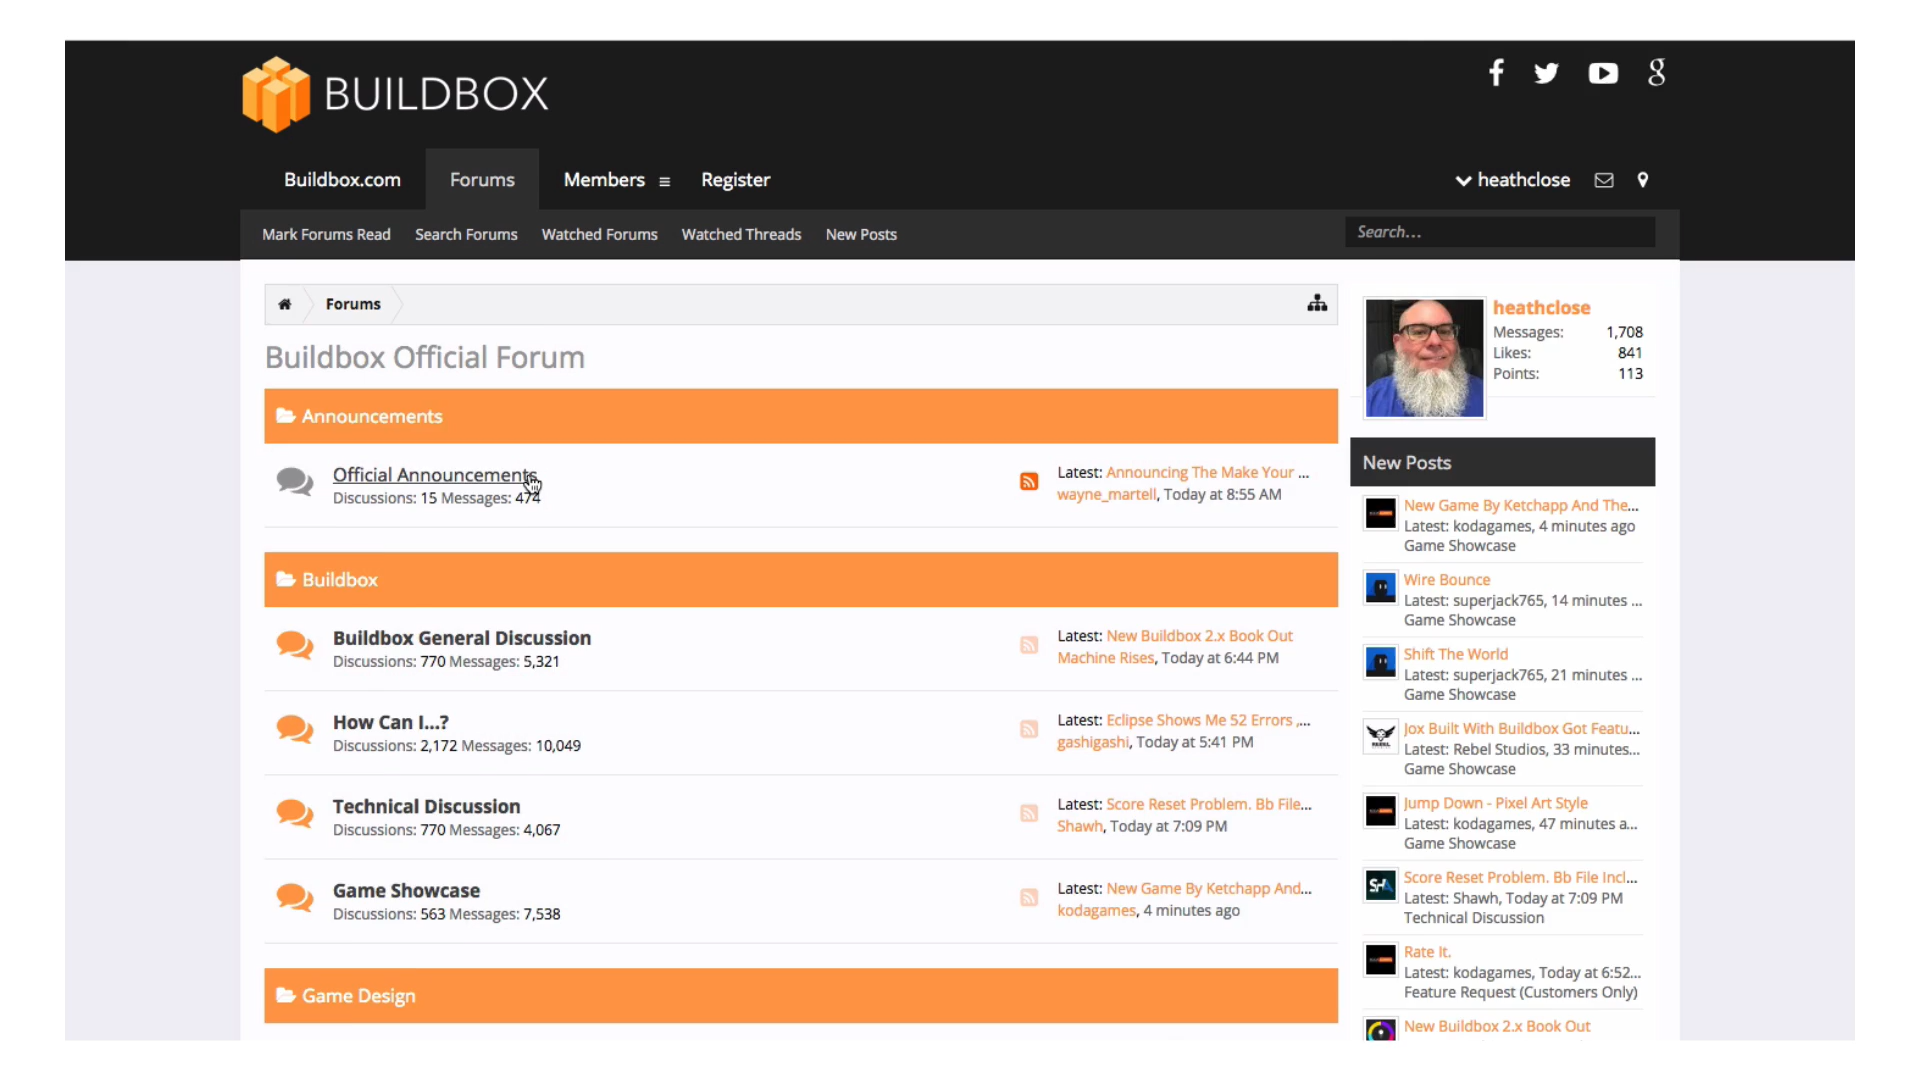 BUILDBOX
Buildbox.com Forums Members Register
heathclose
Mark Forums Read Search Forums Watched Forums Watched Threads New Posts
Search...
Forums
Buildbox Official Forum
Announcements
Official Announcements
Discussions: 15 Messages: 474
Latest: Announcing The Make Your ...
wayne_martell, Today at 8:55 AM
Buildbox
Buildbox General Discussion
Discussions: 770 Messages: 5,321
Latest: New Buildbox 2.x Book Out
Machine Rises, Today at 6:44 PM
How Can I...?
Discussions: 2,172 Messages: 10,049
Latest: Eclipse Shows Me 52 Errors ,...
gashigashi, Today at 5:41 PM
Technical Discussion
Discussions: 770 Messages: 4,067
Latest: Score Reset Problem. Bb File...
Shawh, Today at 7:09 PM
Game Showcase
Discussions: 563 Messages: 7,538
Latest: New Game By Ketchapp And...
kodagames, 4 minutes ago
Game Design
heathclose
Messages: 1,708
Likes: 841
Points: 113
New Posts
New Game By Ketchapp And The...
Latest: kodagames, 4 minutes ago
Game Showcase
Wire Bounce
Latest: superjack765, 14 minutes ...
Game Showcase
Shift The World
Latest: superjack765, 21 minutes ...
Game Showcase
Jox Built With Buildbox Got Featu...
Latest: Rebel Studios, 33 minutes...
Game Showcase
Jump Down - Pixel Art Style
Latest: kodagames, 47 minutes a...
Game Showcase
Score Reset Problem. Bb File Incl...
Latest: Shawh, Today at 7:09 PM
Technical Discussion
Rate It.
Latest: kodagames, Today at 6:52...
Feature Request (Customers Only)
New Buildbox 2.x Book Out